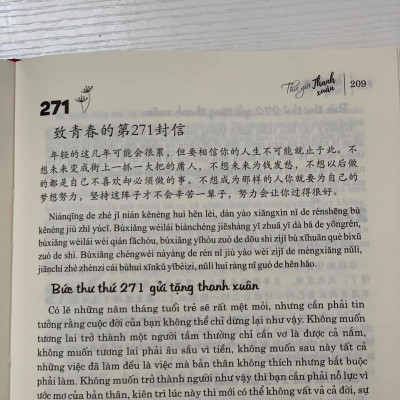 Thư gửi Thanh xuân
209
271
致青春的第271封信
年轻的这几年可能会很累,但要相信你的人生不可能就止于此。不
想未来变成街上一抓一大把的庸人,不想未来为钱发愁,不想以后做
的都是自己不喜欢却必须做的事。不想成为那样的人你就要为自己的
梦想努力,坚持这阵子才不会辛苦一辈子,努力会让你过得很好。
Niánqīng de zhè jǐ nián kěnéng huì hěn lèi, dàn yào xiāngxìn nǐ de rénshēng bù
kěnéng jiù zhǐ yúcǐ. Bùxiǎng wèilái biànchéng jiēshàng yī zhuā yī dà bǎ de yōngrén,
bùxiǎng wèilái wèi qián fāchóu, bùxiǎng yǐhòu zuò de dōu shì zìjǐ bù xǐhuān què bìxū
zuò de shì. Bùxiǎng chéngwéi nàyàng de rén nǐ jiù yào wèi zìjǐ de mèngxiǎng nǔlì,
jiānchí zhè zhènzi cái bùhuì xīnkǔ yībèizi, nǔlì huì ràng nǐ guò de hěn hǎo.
Bức thư thứ 271 gửi tặng thanh xuân
Có lẽ những năm tháng tuổi trẻ sẽ rất mệt mỏi, nhưng cần phải tin
tưởng rằng cuộc đời của bạn không thể chỉ dừng lại như vậy. Không muốn
tương lai trở thành một người tầm thường chỉ cần vơ là được cả nắm,
không muốn tương lai phải âu sầu vì tiền, không muốn sau này tất cả
những việc đã làm đều là việc mà bản thân không thích nhưng bắt buộc
phải làm. Không muốn trở thành người như vậy thì bạn cần phải nỗ lực vì
ước mơ của bản thân, kiên trì lúc này mới có thể không vất vả cả đời, sự